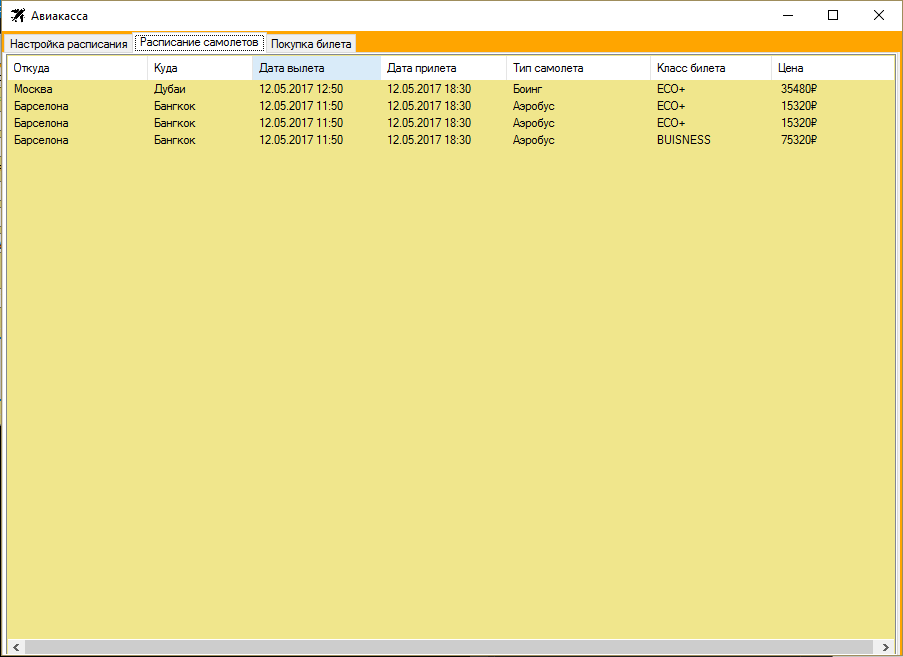 Авиакасса
Настройка расписания Расписание самолетов Покупка билета
Откуда Куда Дата вылета Дата прилета Тип самолета Класс билета Цена
Москва Дубаи 12.05.2017 12:50 12.05.2017 18:30 Боинг ECO+ 35480₽
Барселона Бангкок 12.05.2017 11:50 12.05.2017 18:30 Аэробус ECO+ 15320₽
Барселона Бангкок 12.05.2017 11:50 12.05.2017 18:30 Аэробус ECO+ 15320₽
Барселона Бангкок 12.05.2017 11:50 12.05.2017 18:30 Аэробус BUISNESS 75320₽